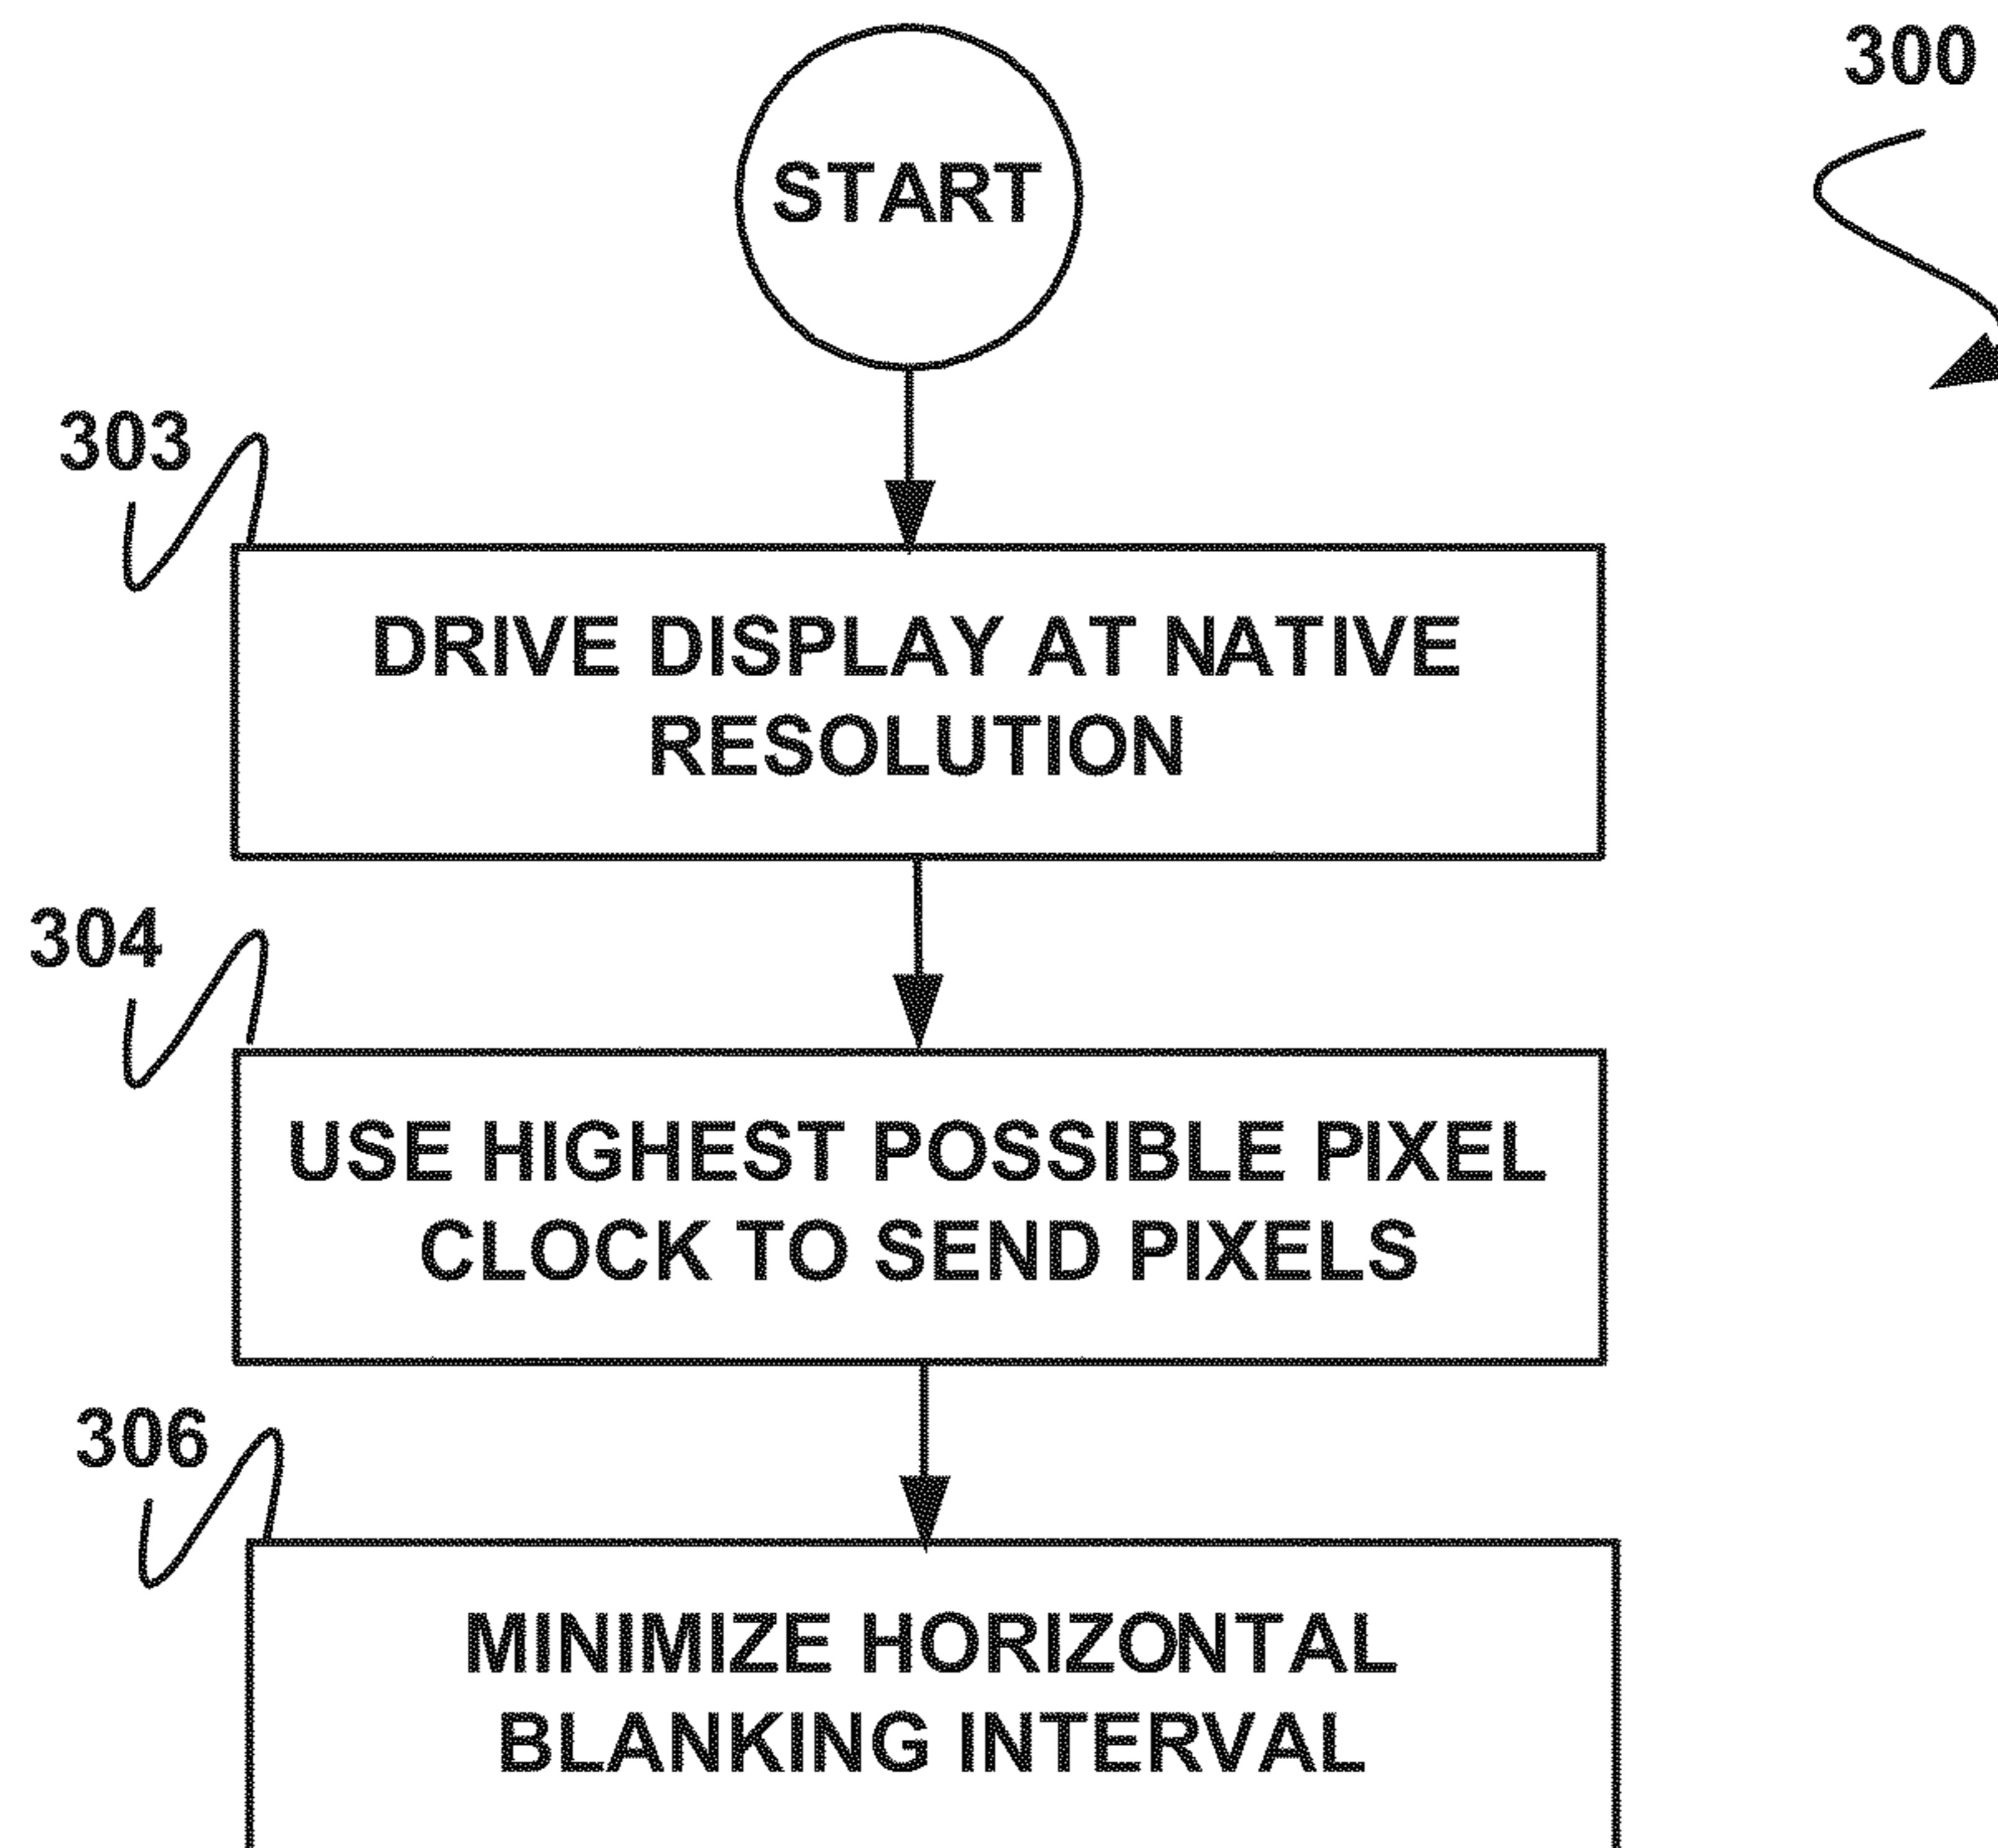 300
START
303
DRIVE DISPLAY AT NATIVE
RESOLUTION
304
USE HIGHEST POSSIBLE PIXEL
CLOCK TO SEND PIXELS
306
MINIMIZE HORIZONTAL
BLANKING INTERVAL